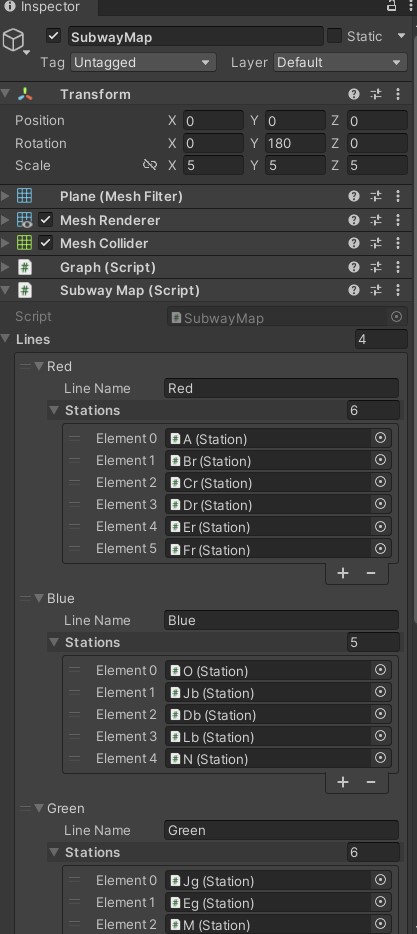 Inspector
SubwayMap Static
Tag Untagged Layer Default
Transform
Position X 0 Y 0 Z 0
Rotation X 0 Y 180 Z 0
Scale X 5 Y 5 Z 5
Plane (Mesh Filter)
Mesh Renderer
Mesh Collider
Graph (Script)
Subway Map (Script)
Script SubwayMap
Lines 4
Red
Line Name Red
Stations 6
Element 0 A (Station)
Element 1 Br (Station)
Element 2 Cr (Station)
Element 3 Dr (Station)
Element 4 Er (Station)
Element 5 Fr (Station)
+ −
Blue
Line Name Blue
Stations 5
Element 0 O (Station)
Element 1 Jb (Station)
Element 2 Db (Station)
Element 3 Lb (Station)
Element 4 N (Station)
+ −
Green
Line Name Green
Stations 6
Element 0 Jg (Station)
Element 1 Eg (Station)
Element 2 M (Station)